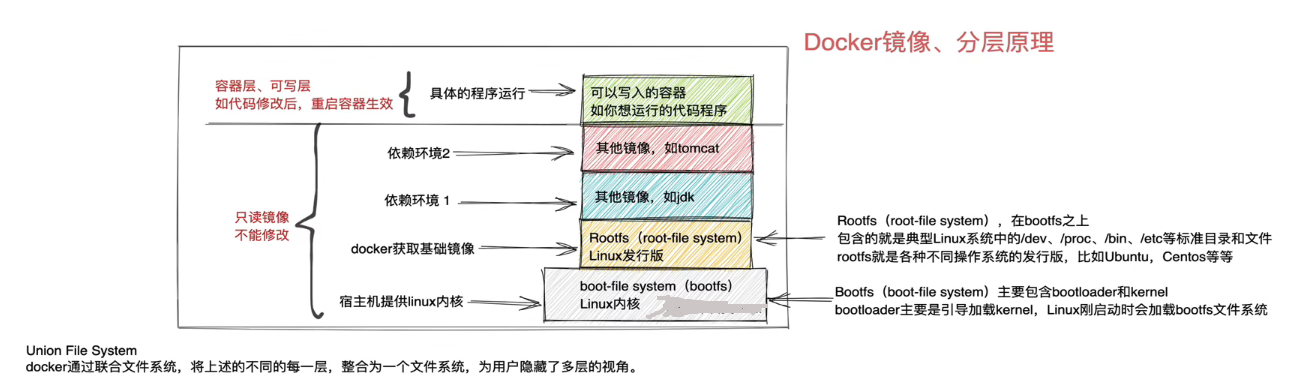 Docker镜像、分层原理
容器层、可写层
如代码修改后，重启容器生效
具体的程序运行
可以写入的容器
如你想运行的代码程序
依赖环境2
其他镜像，如tomcat
依赖环境 1
其他镜像，如jdk
只读镜像
不能修改
docker获取基础镜像
Rootfs（root-file system）
Linux发行版
Rootfs（root-file system），在bootfs之上
包含的就是典型Linux系统中的/dev、/proc、/bin、/etc等标准目录和文件
rootfs就是各种不同操作系统的发行版，比如Ubuntu，Centos等等
宿主机提供linux内核
boot-file system（bootfs）
Linux内核
Bootfs（boot-file system）主要包含bootloader和kernel
bootloader主要是引导加载kernel，Linux刚启动时会加载bootfs文件系统
Union File System
docker通过联合文件系统，将上述的不同的每一层，整合为一个文件系统，为用户隐藏了多层的视角。